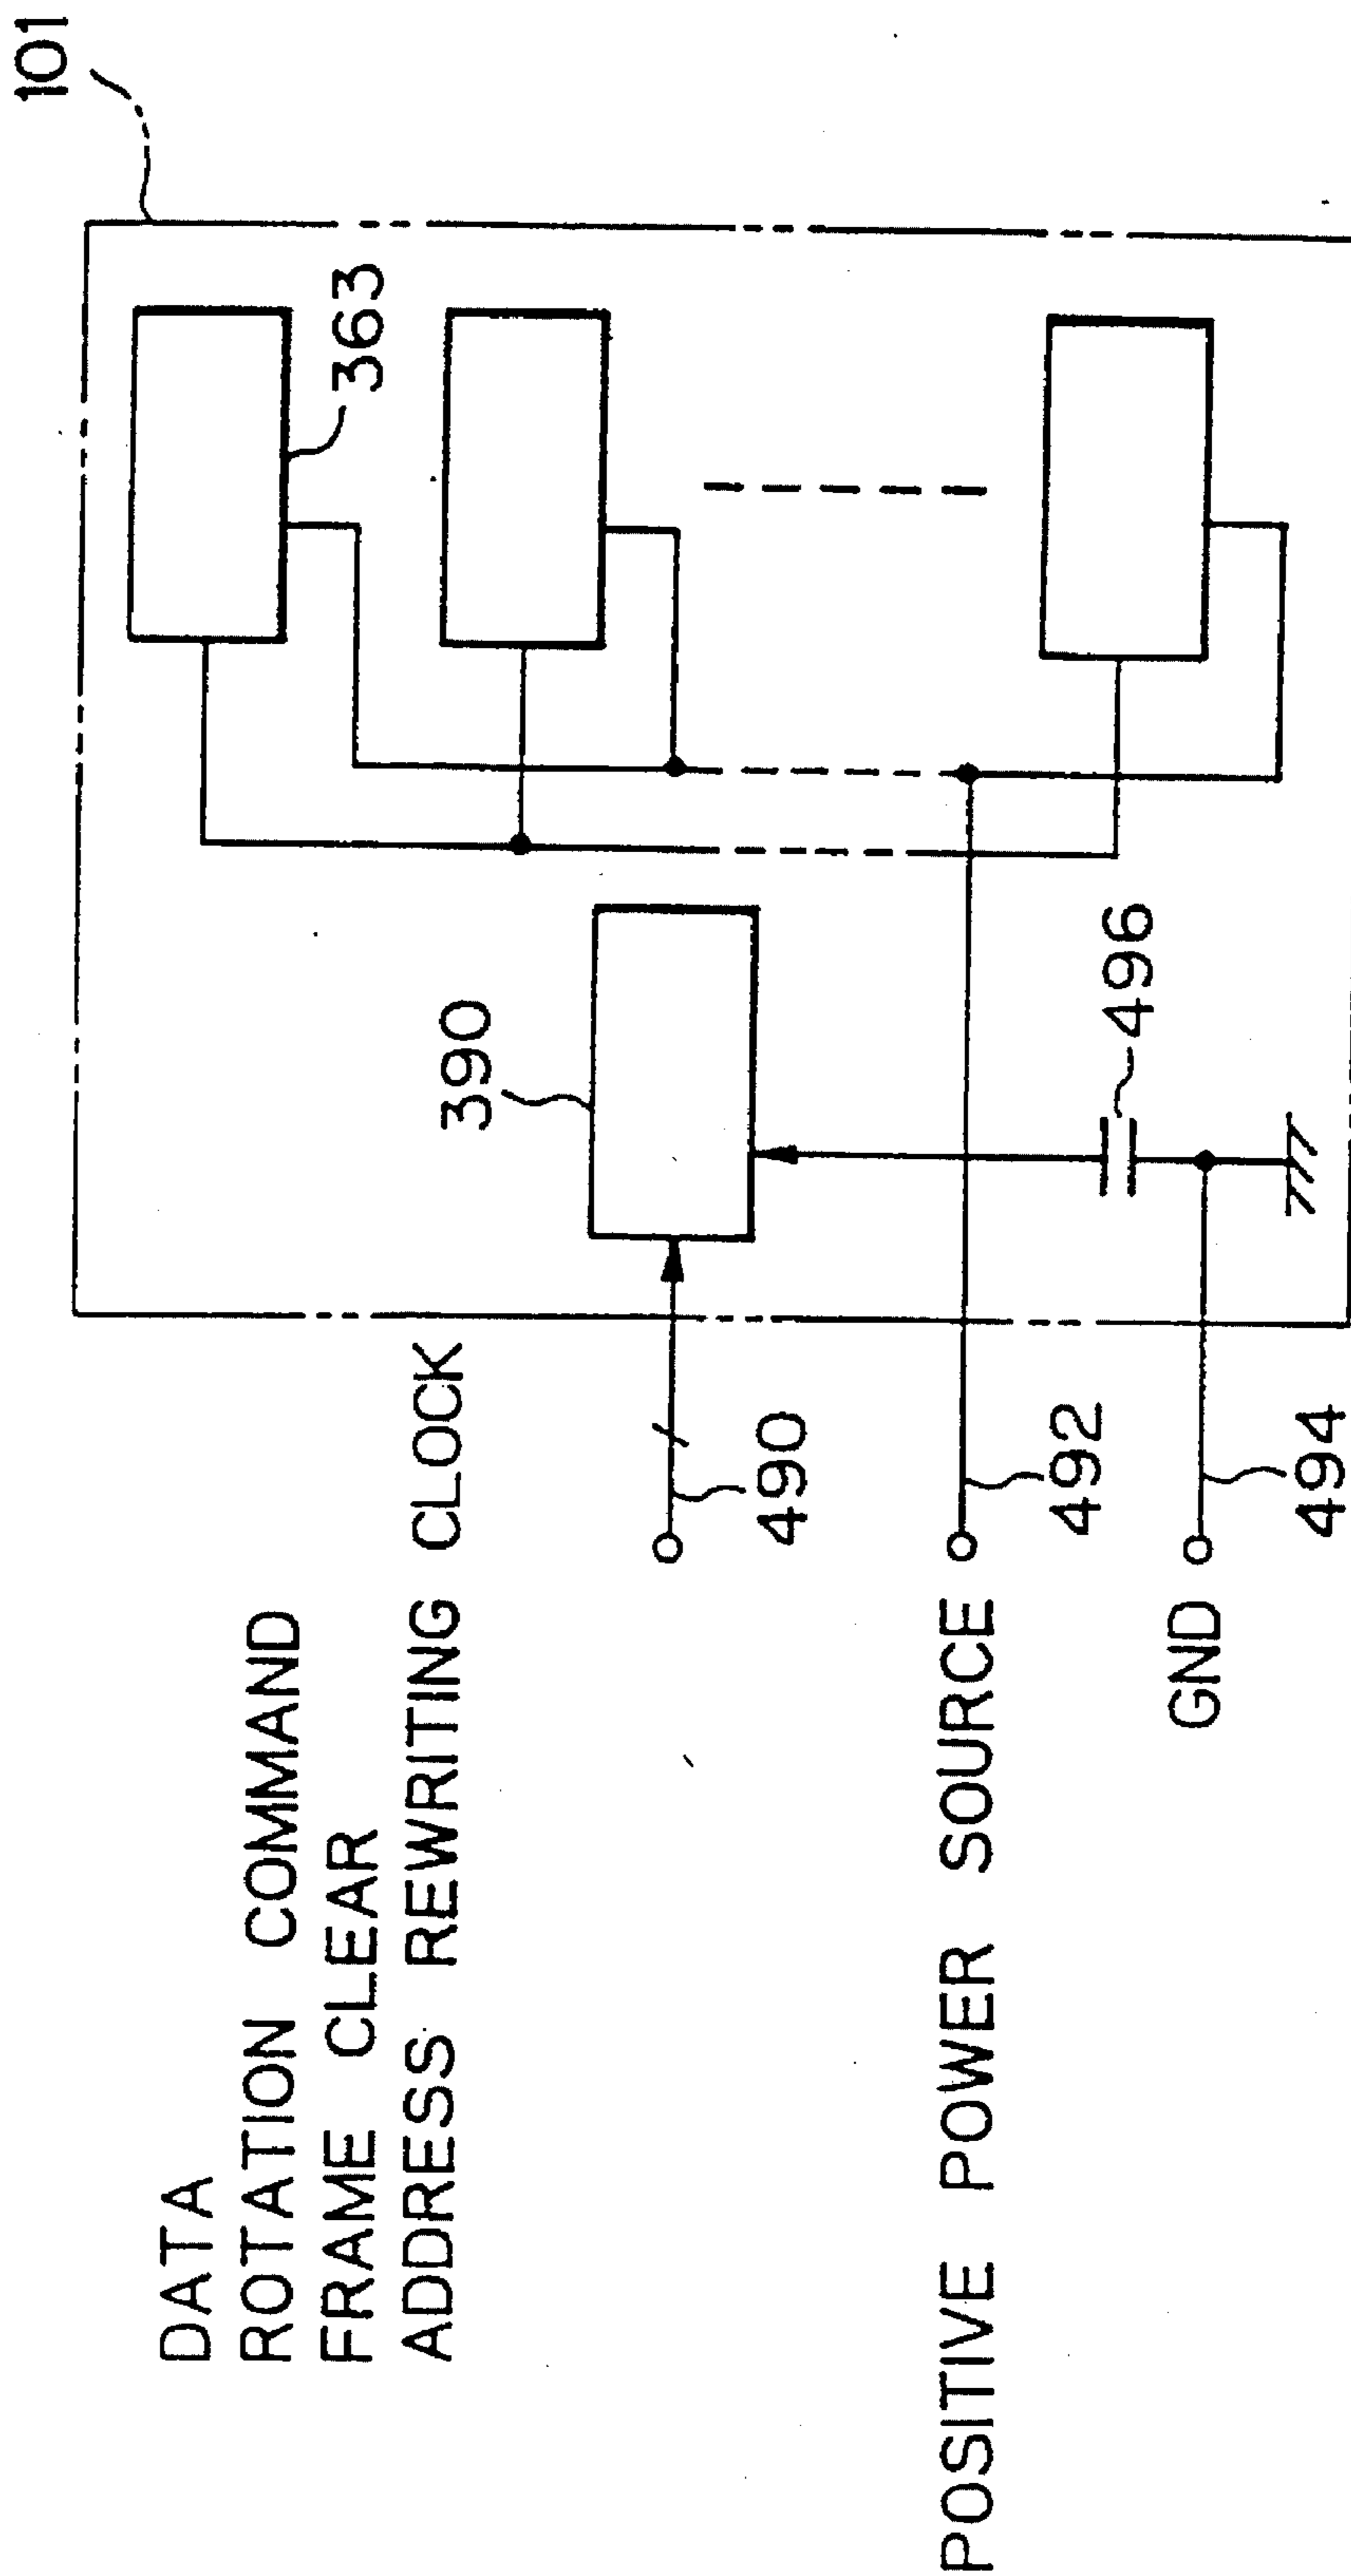 101
363
390
496
DATA
ROTATION COMMAND
FRAME CLEAR
ADDRESS REWRITING CLOCK
490
POSITIVE POWER SOURCE
492
GND
494